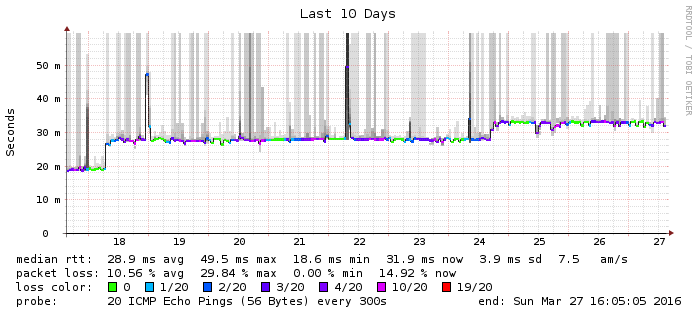 Last 10 Days
RRDTOOL / TOBI OETIKER
Seconds
50 m
40 m
30 m
20 m
10 m
0
18 19 20 21 22 23 24 25 26 27
median rtt: 28.9 ms avg 49.5 ms max 18.6 ms min 31.9 ms now 3.9 ms sd 7.5 am/s
packet loss: 10.56 % avg 29.84 % max 0.00 % min 14.92 % now
loss color: 0 1/20 2/20 3/20 4/20 10/20 19/20
probe: 20 ICMP Echo Pings (56 Bytes) every 300s end: Sun Mar 27 16:05:05 2016